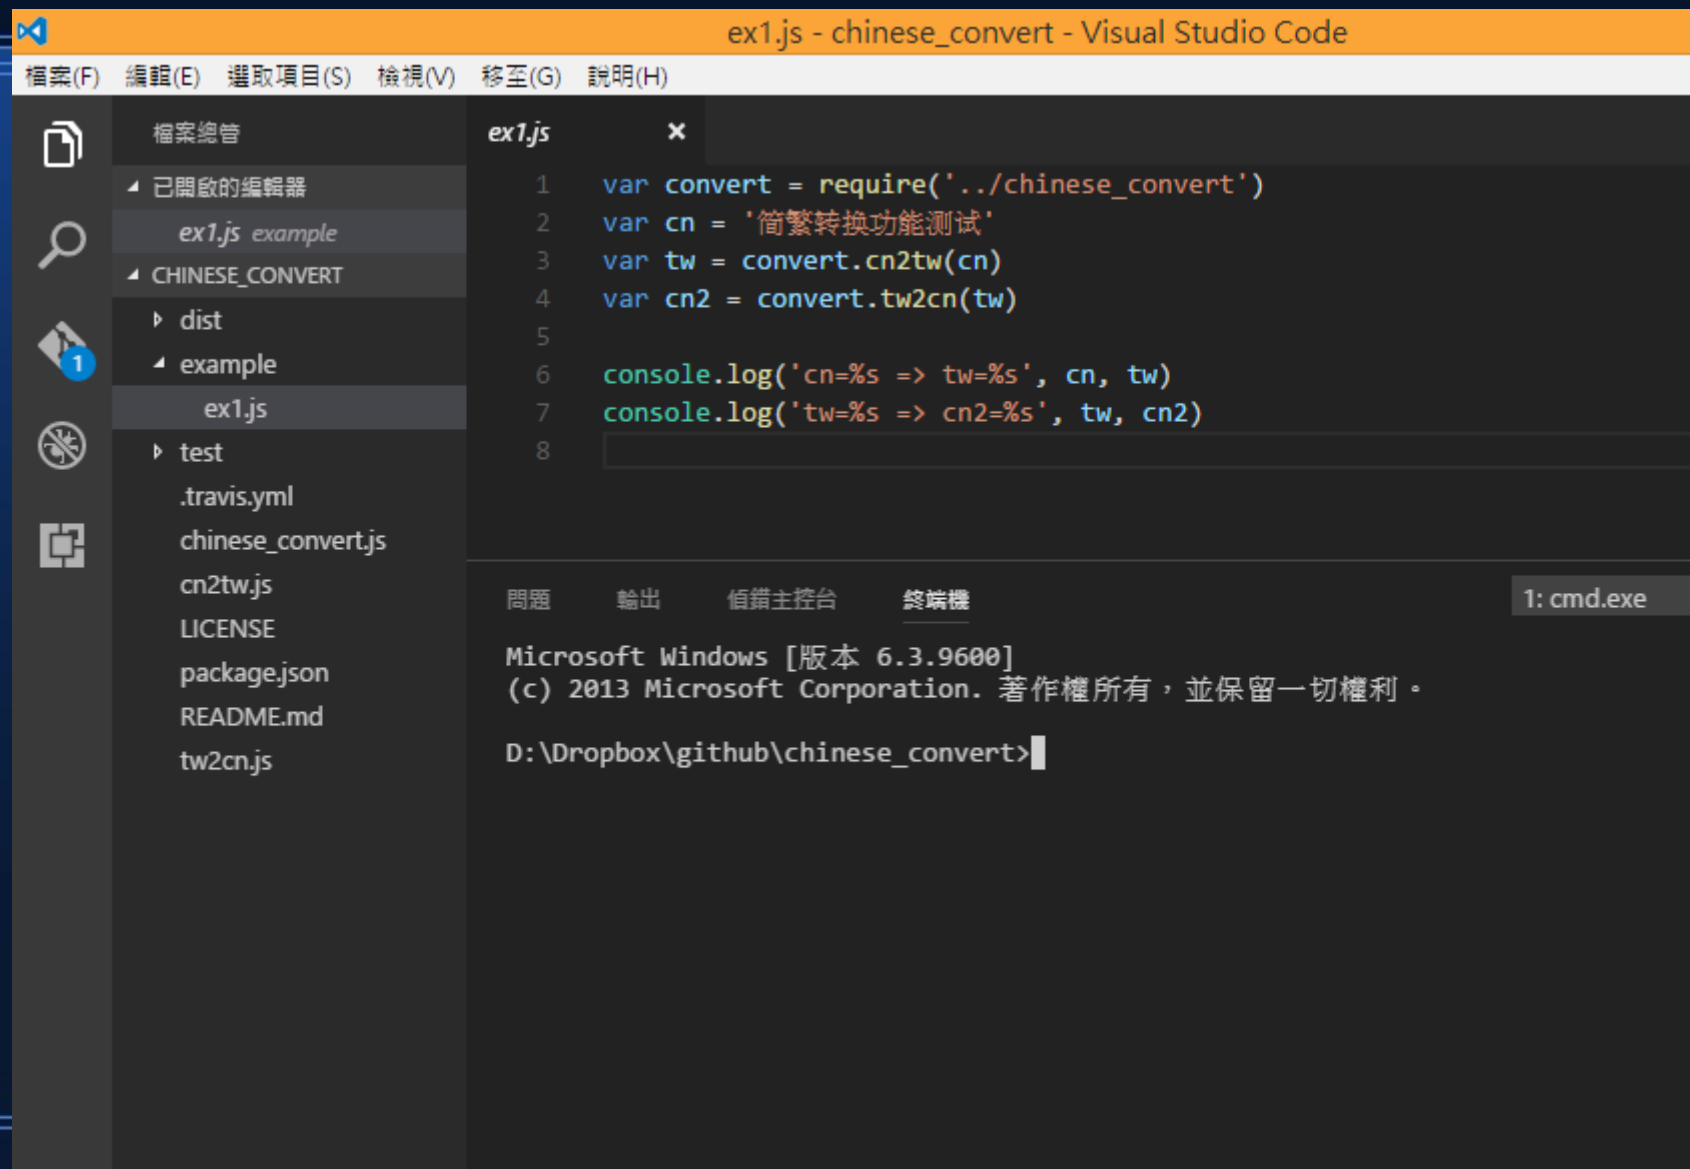 ex1.js - chinese_convert - Visual Studio Code
檔案(F) 編輯(E) 選取項目(S) 檢視(V) 移至(G) 說明(H)
檔案總管
已開啟的編輯器
ex1.js example
CHINESE_CONVERT
dist
example
ex1.js
test
.travis.yml
chinese_convert.js
cn2tw.js
LICENSE
package.json
README.md
tw2cn.js
1
ex1.js
1 var convert = require('../chinese_convert')
2 var cn = '简繁转换功能测试'
3 var tw = convert.cn2tw(cn)
4 var cn2 = convert.tw2cn(tw)
5
6 console.log('cn=%s => tw=%s', cn, tw)
7 console.log('tw=%s => cn2=%s', tw, cn2)
8
問題 輸出 偵錯主控台 終端機 1: cmd.exe
Microsoft Windows [版本 6.3.9600]
(c) 2013 Microsoft Corporation. 著作權所有，並保留一切權利。
D:\Dropbox\github\chinese_convert>